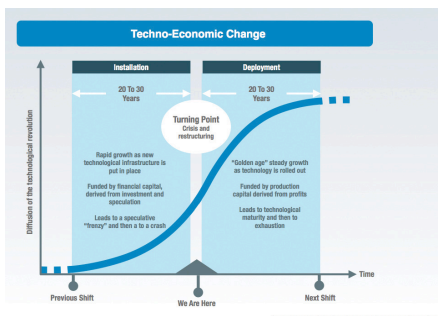 Techno-Economic Change
Installation
Deployment
20 To 30
Years
20 To 30
Years
Turning Point
Crisis and
restructuring
Rapid growth as new
technological infrastructure is
put in place
Funded by financial capital,
derived from investment and
speculation
Leads to a speculative
"frenzy" and then a to a crash
"Golden age" steady growth
as technology is rolled out
Funded by production
capital derived from profits
Leads to technological
maturity and then to
exhaustion
Diffusion of the technological revolution
Time
Previous Shift
We Are Here
Next Shift